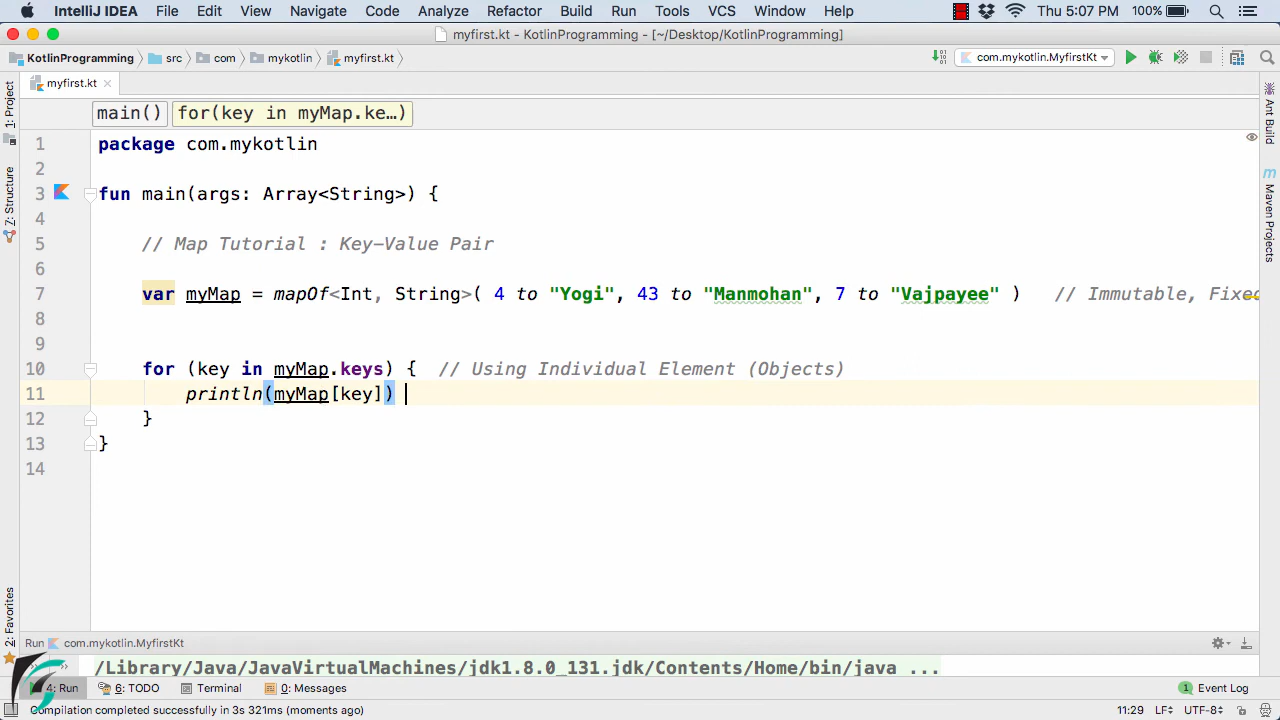 IntelliJ IDEA File Edit View Navigate Code Analyze Refactor Build Run Tools VCS Window Help Thu 5:07 PM 100%
myfirst.kt - KotlinProgramming - [~/Desktop/KotlinProgramming]
KotlinProgramming src com mykotlin myfirst.kt com.mykotlin.MyfirstKt
myfirst.kt
main() for(key in myMap.ke…)
1 package com.mykotlin
2
3 fun main(args: Array<String>) {
4
5 // Map Tutorial : Key-Value Pair
6
7 var myMap = mapOf<Int, String>( 4 to "Yogi", 43 to "Manmohan", 7 to "Vajpayee" ) // Immutable, Fixed
8
9
10 for (key in myMap.keys) { // Using Individual Element (Objects)
11 println(myMap[key])
12 }
13 }
14
1: Project
7: Structure
2: Favorites
Ant Build
m Maven Projects
Run com.mykotlin.MyfirstKt
/Library/Java/JavaVirtualMachines/jdk1.8.0_131.jdk/Contents/Home/bin/java ...
4: Run 6: TODO Terminal 0: Messages 1 Event Log
Compilation completed successfully in 3s 321ms (moments ago) 11:29 LF÷ UTF-8÷